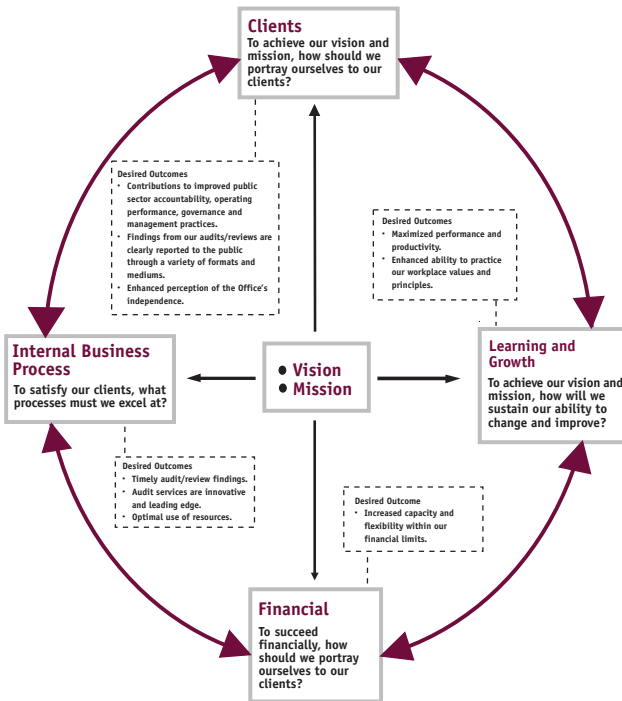 Clients
To achieve our vision and
mission, how should we
portray ourselves to our
clients?
Desired Outcomes
• Contributions to improved public
sector accountability, operating
performance, governance and
management practices.
• Findings from our audits/reviews are
clearly reported to the public
through a variety of formats and
mediums.
• Enhanced perception of the Office's
independence.
Desired Outcomes
• Maximized performance and
productivity.
• Enhanced ability to practice
our workplace values and
principles.
Internal Business
Process
To satisfy our clients, what
processes must we excel at?
• Vision
• Mission
Learning and
Growth
To achieve our vision and
mission, how will we
sustain our ability to
change and improve?
Desired Outcomes
• Timely audit/review findings.
• Audit services are innovative
and leading edge.
• Optimal use of resources.
Desired Outcome
• Increased capacity and
flexibility within our
financial limits.
Financial
To succeed
financially, how
should we portray
ourselves to our
clients?